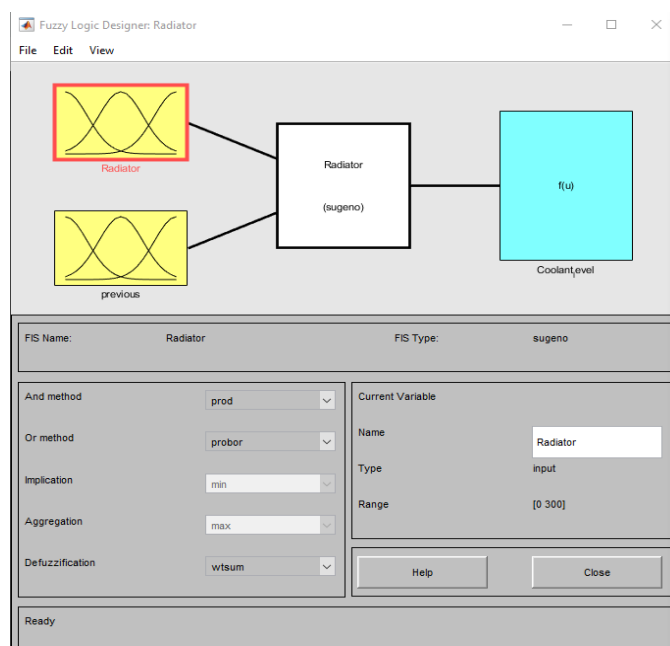 Fuzzy Logic Designer: Radiator
File Edit View
Radiator
previous
Radiator
(sugeno)
f(u)
Coolant_level
FIS Name: Radiator FIS Type: sugeno
And method prod
Or method probor
Implication min
Aggregation max
Defuzzification wtsum
Current Variable
Name Radiator
Type input
Range [0 300]
Help Close
Ready